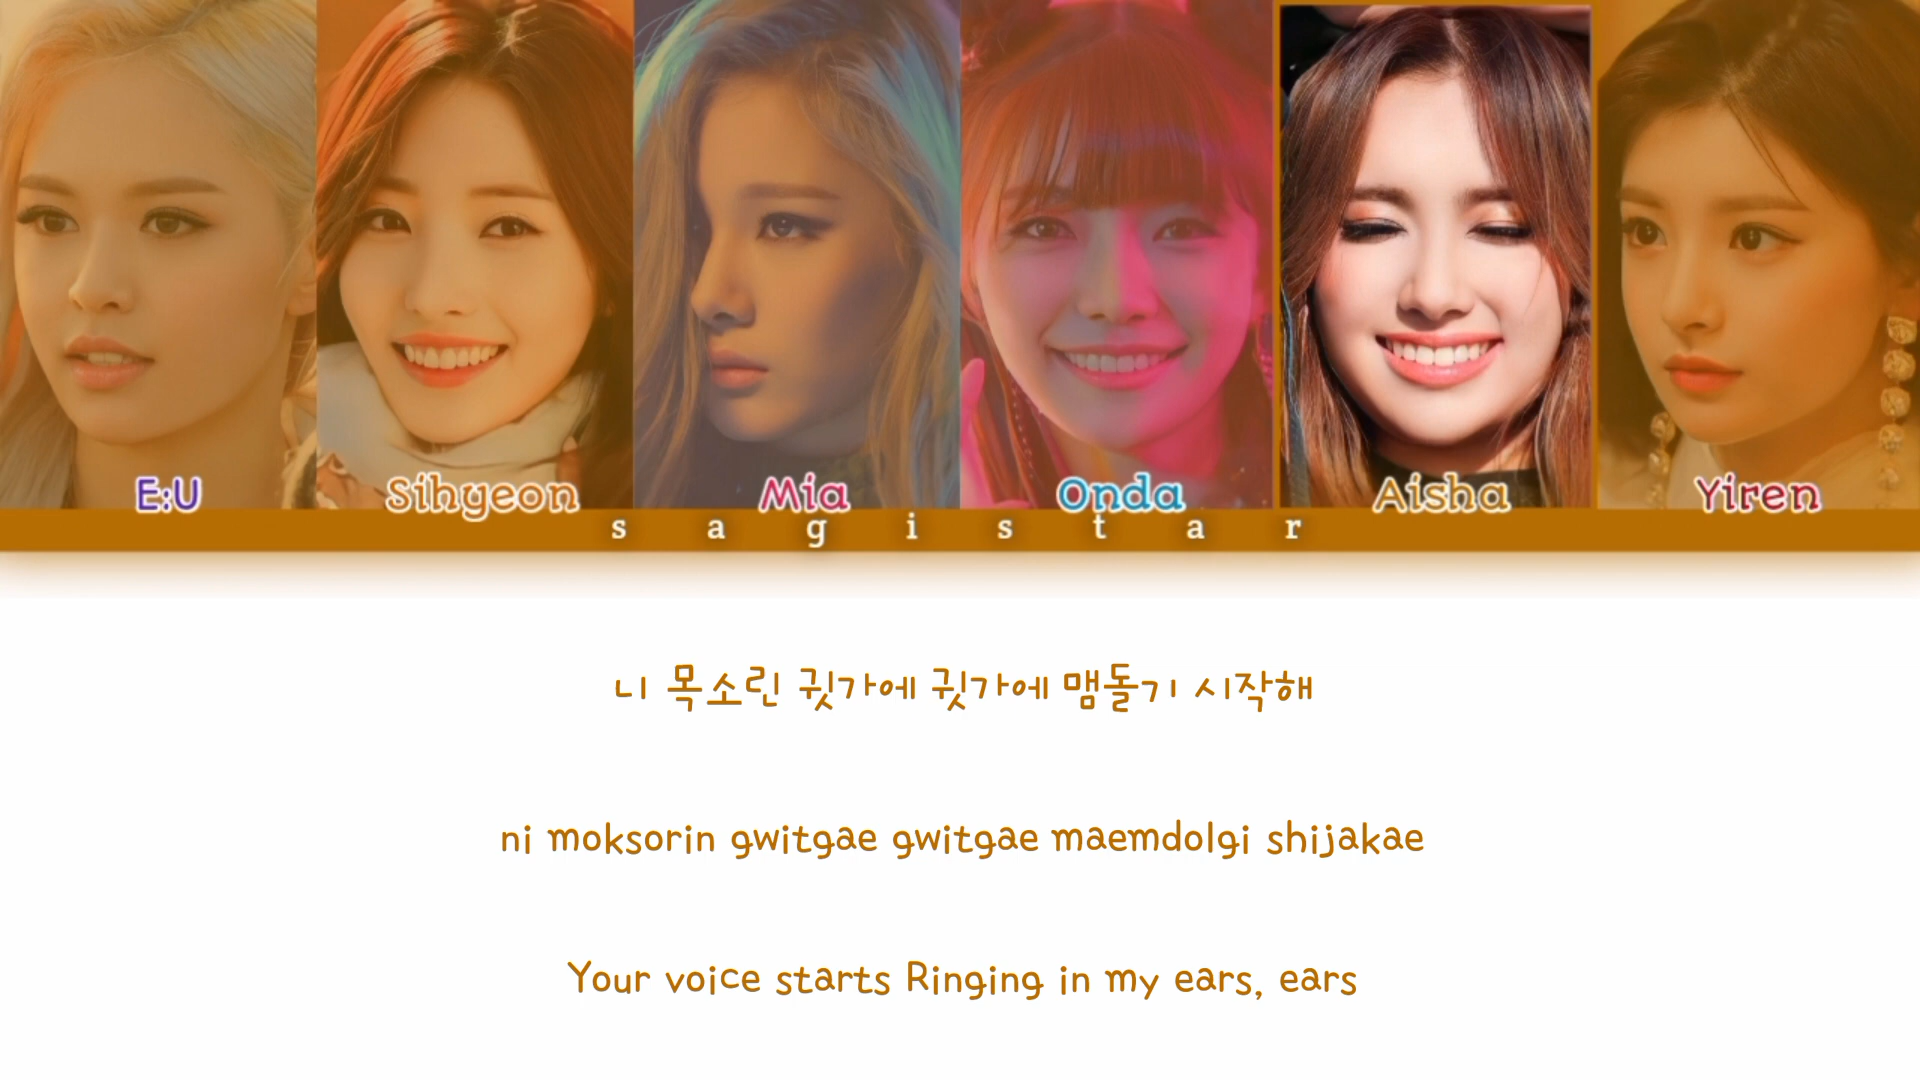 E:U Sihyeon Mia Onda Aisha Yiren
s a g i s t a r
니 목소린 귓가에 귓가에 맴돌기 시작해
ni moksorin gwitgae gwitgae maemdolgi shijakae
Your voice starts Ringing in my ears, ears